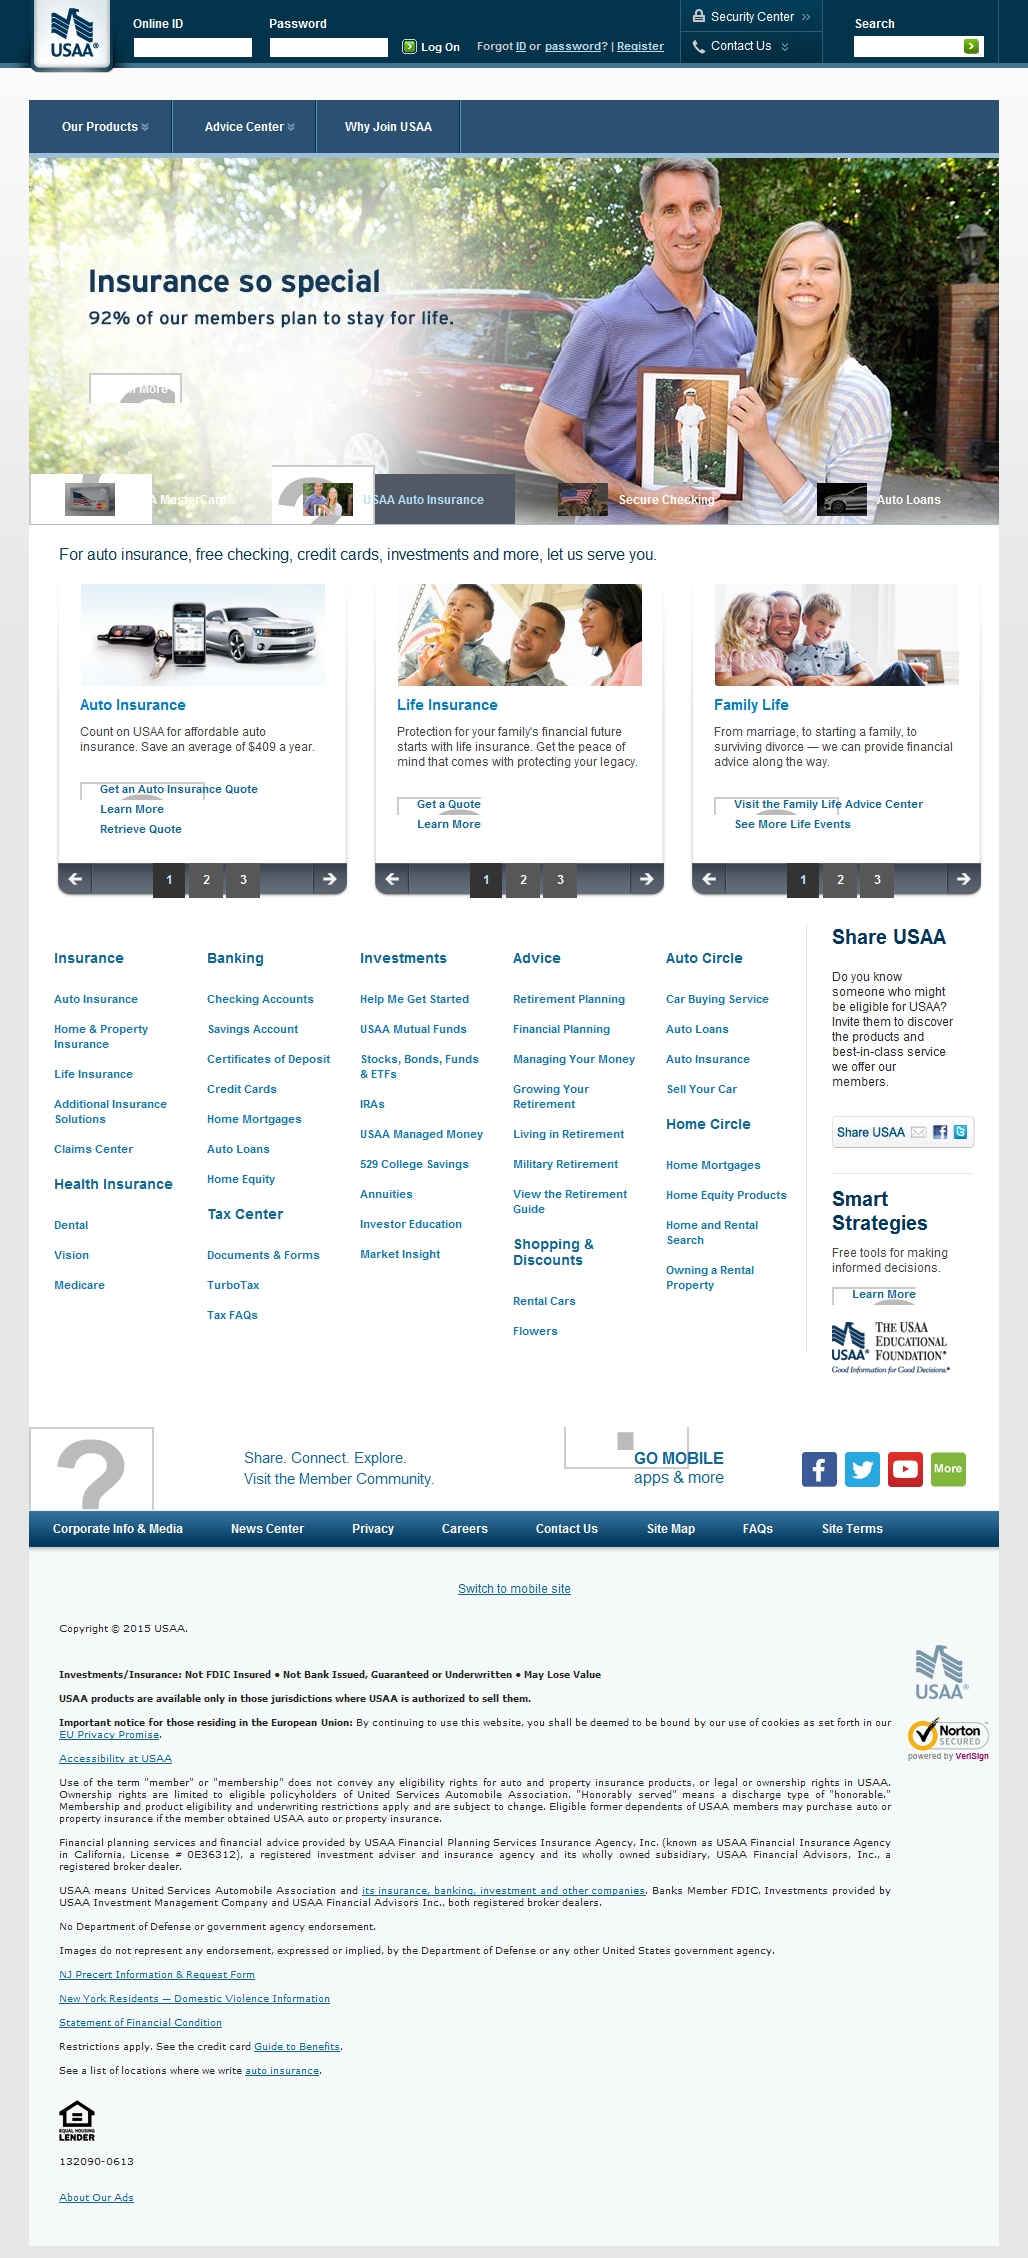 Online ID
Password
Security Center
Search
USAA®
Log On
Forgot ID or password? | Register
Contact Us
Our Products
Advice Center
Why Join USAA
Insurance so special
92% of our members plan to stay for life.
More
MasterCard®
USAA Auto Insurance
Secure Checking
Auto Loans
For auto insurance, free checking, credit cards, investments and more, let us serve you.
Auto Insurance
Count on USAA for affordable auto
insurance. Save an average of $409 a year.
Get an Auto Insurance Quote
Learn More
Retrieve Quote
1 2 3
Life Insurance
Protection for your family's financial future
starts with life insurance. Get the peace of
mind that comes with protecting your legacy.
Get a Quote
Learn More
1 2 3
Family Life
From marriage, to starting a family, to
surviving divorce — we can provide financial
advice along the way.
Visit the Family Life Advice Center
See More Life Events
1 2 3
Insurance
Auto Insurance
Home & Property
Insurance
Life Insurance
Additional Insurance
Solutions
Claims Center
Health Insurance
Dental
Vision
Medicare
Banking
Checking Accounts
Savings Account
Certificates of Deposit
Credit Cards
Home Mortgages
Auto Loans
Home Equity
Tax Center
Documents & Forms
TurboTax
Tax FAQs
Investments
Help Me Get Started
USAA Mutual Funds
Stocks, Bonds, Funds
& ETFs
IRAs
USAA Managed Money
529 College Savings
Annuities
Investor Education
Market Insight
Advice
Retirement Planning
Financial Planning
Managing Your Money
Growing Your
Retirement
Living in Retirement
Military Retirement
View the Retirement
Guide
Shopping &
Discounts
Rental Cars
Flowers
Auto Circle
Car Buying Service
Auto Loans
Auto Insurance
Sell Your Car
Home Circle
Home Mortgages
Home Equity Products
Home and Rental
Search
Owning a Rental
Property
Share USAA
Do you know
someone who might
be eligible for USAA?
Invite them to discover
the products and
best-in-class service
we offer our
members.
Share USAA
Smart
Strategies
Free tools for making
informed decisions.
Learn More
USAA®
THE USAA
EDUCATIONAL
FOUNDATION®
Good Information for Good Decisions.®
Share. Connect. Explore.
Visit the Member Community.
GO MOBILE
apps & more
More
Corporate Info & Media
News Center
Privacy
Careers
Contact Us
Site Map
FAQs
Site Terms
Switch to mobile site
Copyright © 2015 USAA.
Investments/Insurance: Not FDIC Insured • Not Bank Issued, Guaranteed or Underwritten • May Lose Value
USAA products are available only in those jurisdictions where USAA is authorized to sell them.
Important notice for those residing in the European Union: By continuing to use this website, you shall be deemed to be bound by our use of cookies as set forth in our
EU Privacy Promise.
Accessibility at USAA
Use of the term "member" or "membership" does not convey any eligibility rights for auto and property insurance products, or legal or ownership rights in USAA.
Ownership rights are limited to eligible policyholders of United Services Automobile Association. "Honorably served" means a discharge type of "honorable."
Membership and product eligibility and underwriting restrictions apply and are subject to change. Eligible former dependents of USAA members may purchase auto or
property insurance if the member obtained USAA auto or property insurance.
Financial planning services and financial advice provided by USAA Financial Planning Services Insurance Agency, Inc. (known as USAA Financial Insurance Agency
in California, License # 0E36312), a registered investment adviser and insurance agency and its wholly owned subsidiary, USAA Financial Advisors, Inc., a
registered broker dealer.
USAA means United Services Automobile Association and its insurance, banking, investment and other companies. Banks Member FDIC. Investments provided by
USAA Investment Management Company and USAA Financial Advisors Inc., both registered broker dealers.
No Department of Defense or government agency endorsement.
Images do not represent any endorsement, expressed or implied, by the Department of Defense or any other United States government agency.
NJ Precert Information & Request Form
New York Residents — Domestic Violence Information
Statement of Financial Condition
Restrictions apply. See the credit card Guide to Benefits.
See a list of locations where we write auto insurance.
USAA®
Norton
SECURED
powered by VeriSign
EQUAL HOUSING
LENDER
132090-0613
About Our Ads